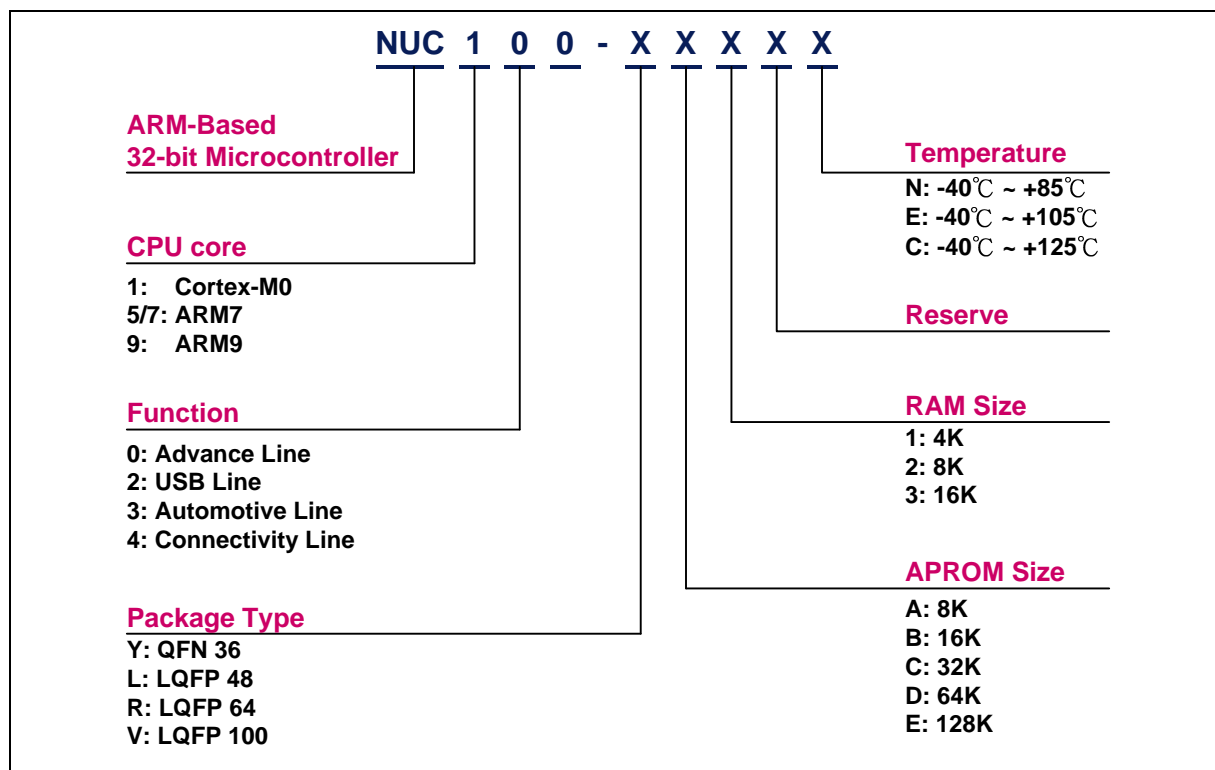 NUC 1 0 0 - X X X X X
ARM-Based
32-bit Microcontroller
CPU core
1: Cortex-M0
5/7: ARM7
9: ARM9
Function
0: Advance Line
2: USB Line
3: Automotive Line
4: Connectivity Line
Package Type
Y: QFN 36
L: LQFP 48
R: LQFP 64
V: LQFP 100
Temperature
N: -40℃ ~ +85℃
E: -40℃ ~ +105℃
C: -40℃ ~ +125℃
Reserve
RAM Size
1: 4K
2: 8K
3: 16K
APROM Size
A: 8K
B: 16K
C: 32K
D: 64K
E: 128K